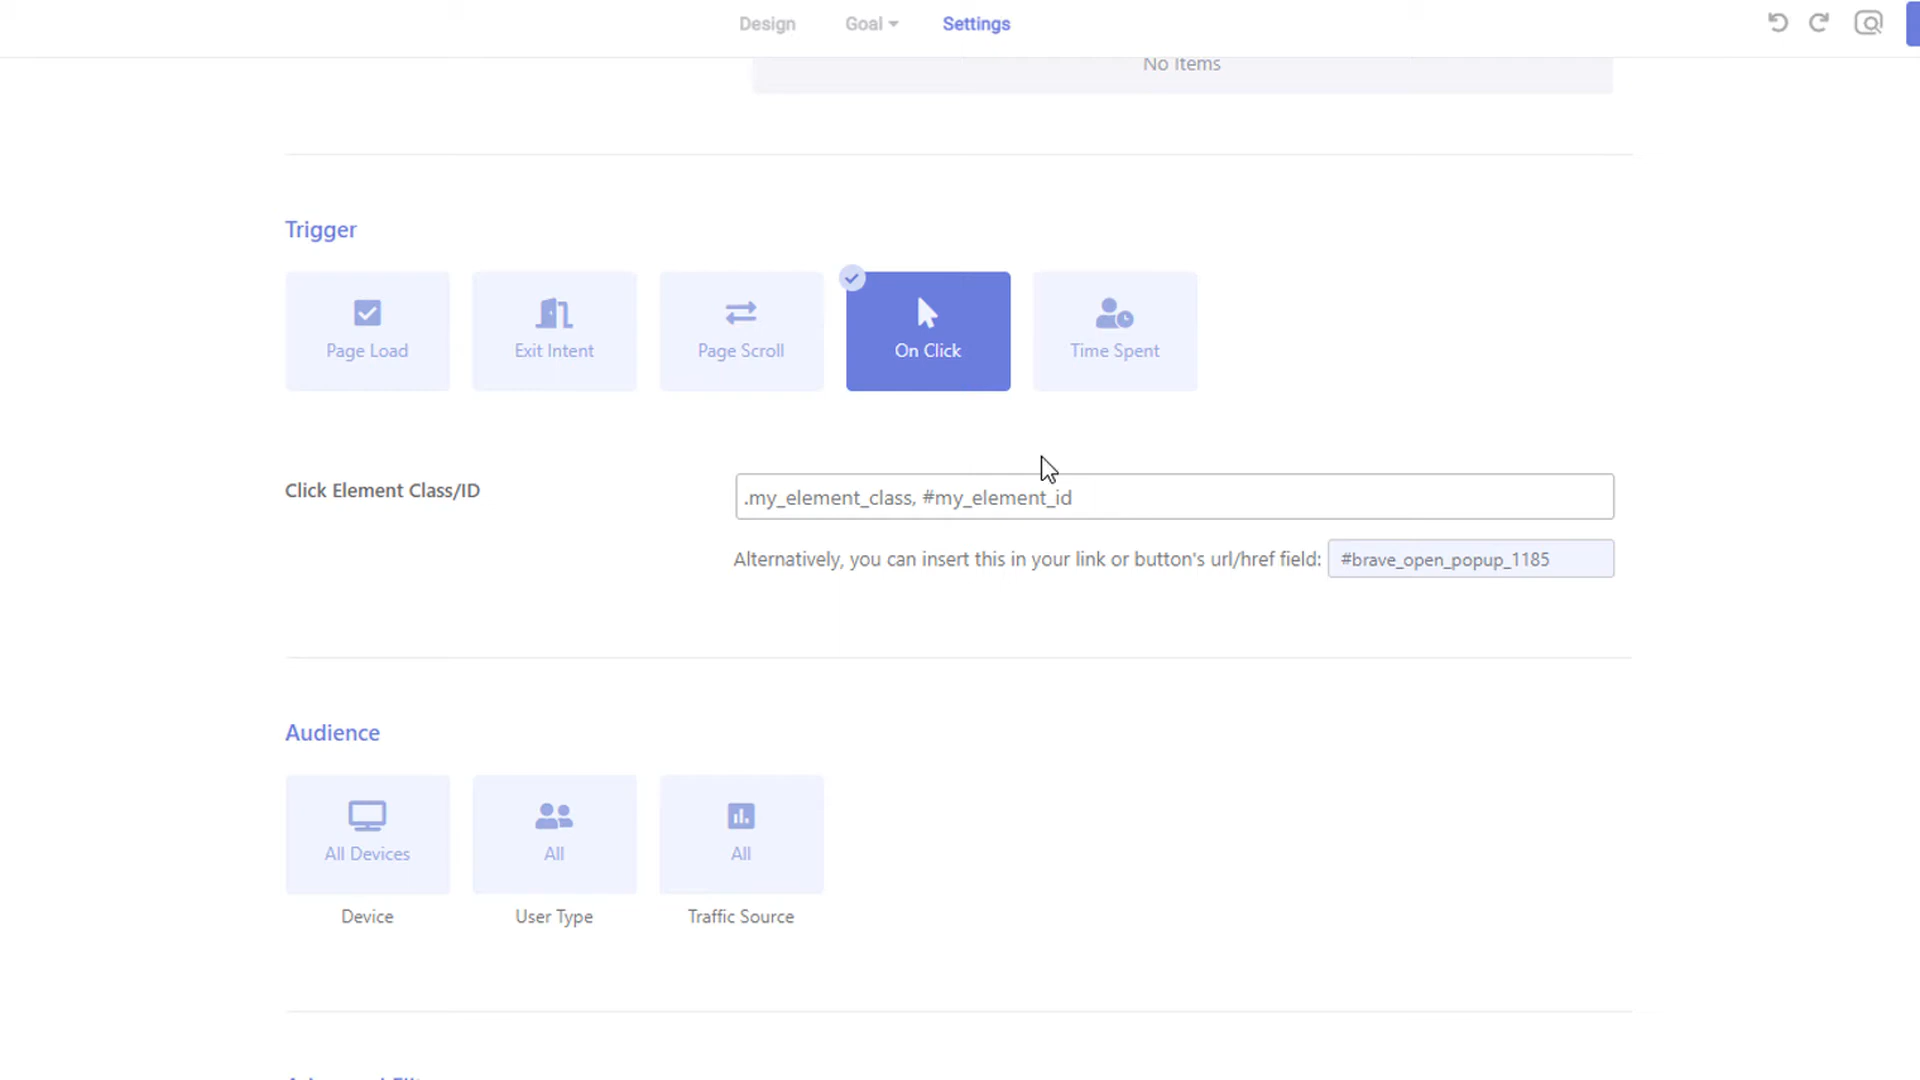 Design Goal Settings
No Items
Trigger
Page Load Exit Intent Page Scroll On Click Time Spent
Click Element Class/ID
.my_element_class, #my_element_id
Alternatively, you can insert this in your link or button's url/href field: #brave_open_popup_1185
Audience
All Devices All All
Device User Type Traffic Source